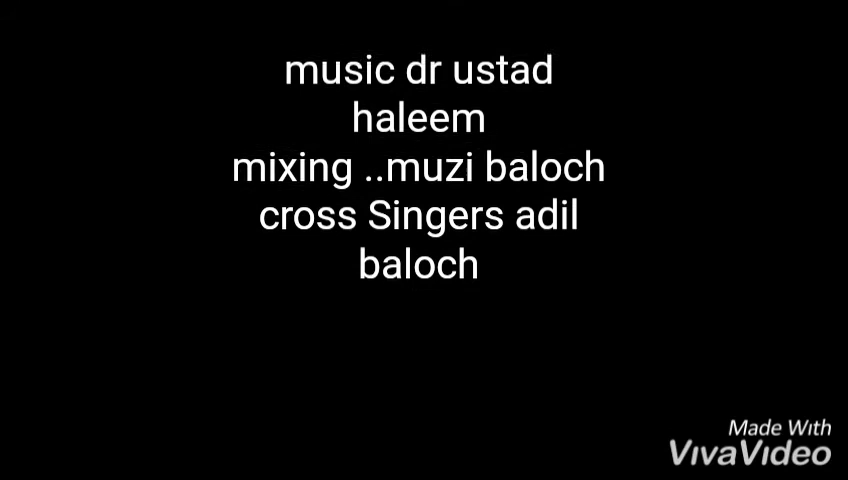 music dr ustad
haleem
mixing ..muzi baloch
cross Singers adil
baloch
Made With
VivaVideo